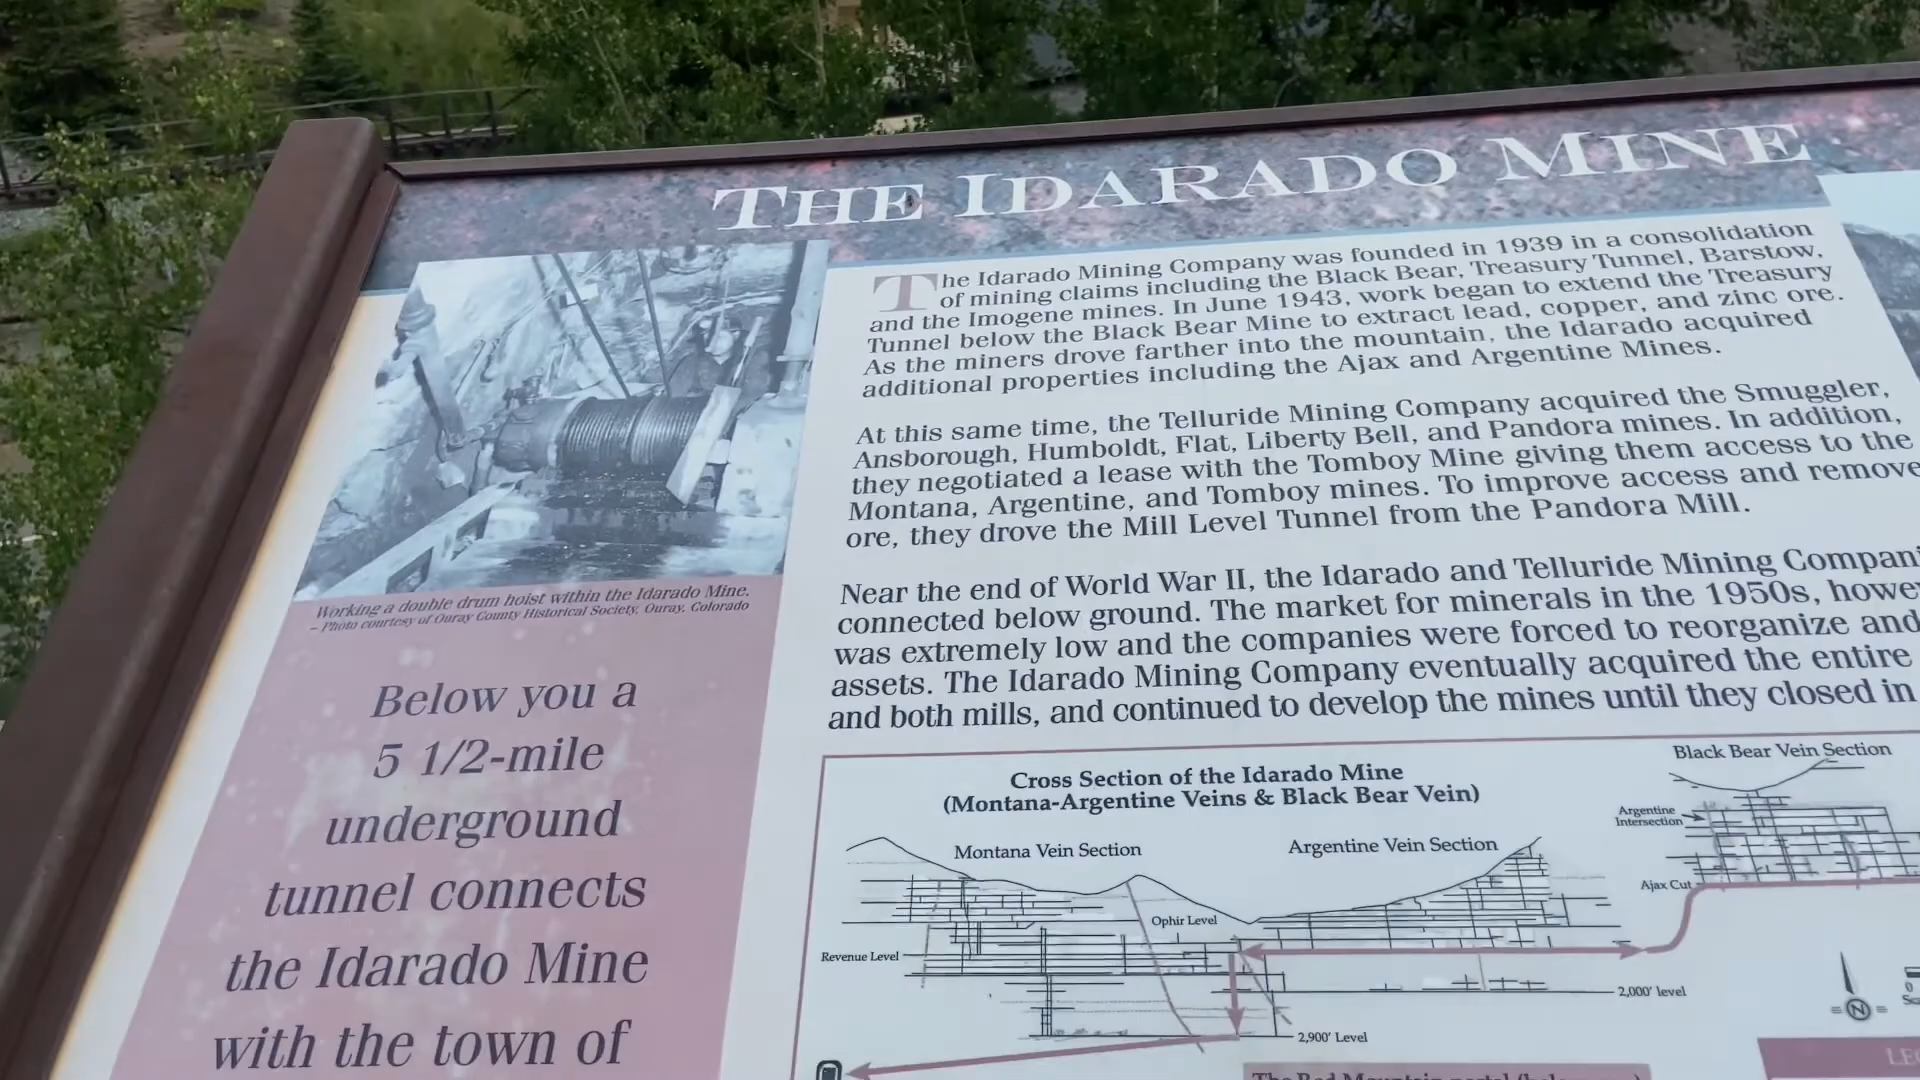 THE IDARADO MINE
The Idarado Mining Company was founded in 1939 in a consolidation
of mining claims including the Black Bear, Treasury Tunnel, Barstow,
and the Imogene mines. In June 1943, work began to extend the Treasury
Tunnel below the Black Bear Mine to extract lead, copper, and zinc ore.
As the miners drove farther into the mountain, the Idarado acquired
additional properties including the Ajax and Argentine Mines.
At this same time, the Telluride Mining Company acquired the Smuggler,
Ansborough, Humboldt, Flat, Liberty Bell, and Pandora mines. In addition,
they negotiated a lease with the Tomboy Mine giving them access to the
Montana, Argentine, and Tomboy mines. To improve access and remove
ore, they drove the Mill Level Tunnel from the Pandora Mill.
Near the end of World War II, the Idarado and Telluride Mining Compani
connected below ground. The market for minerals in the 1950s, howe
was extremely low and the companies were forced to reorganize and
assets. The Idarado Mining Company eventually acquired the entire
and both mills, and continued to develop the mines until they closed in
Working a double drum hoist within the Idarado Mine.
– Photo courtesy of Ouray County Historical Society, Ouray, Colorado
Below you a
5 1/2-mile
underground
tunnel connects
the Idarado Mine
with the town of
Cross Section of the Idarado Mine
(Montana-Argentine Veins & Black Bear Vein)
Black Bear Vein Section
Argentine
Intersection
Montana Vein Section
Argentine Vein Section
Ajax Cut
Ophir Level
Revenue Level
2,000' level
2,900' Level
N
0
The Red Mountain portal